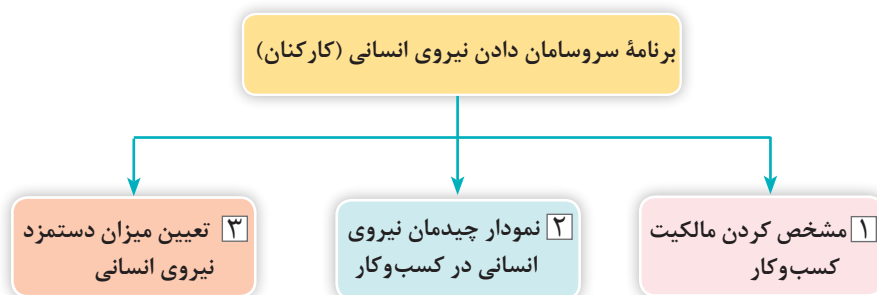 برنامهٔ سروسامان دادن نیروی انسانی (کارکنان)
۱ مشخص کردن مالکیت
کسب‌وکار
۲ نمودار چیدمان نیروی
انسانی در کسب‌وکار
۳ تعیین میزان دستمزد
نیروی انسانی